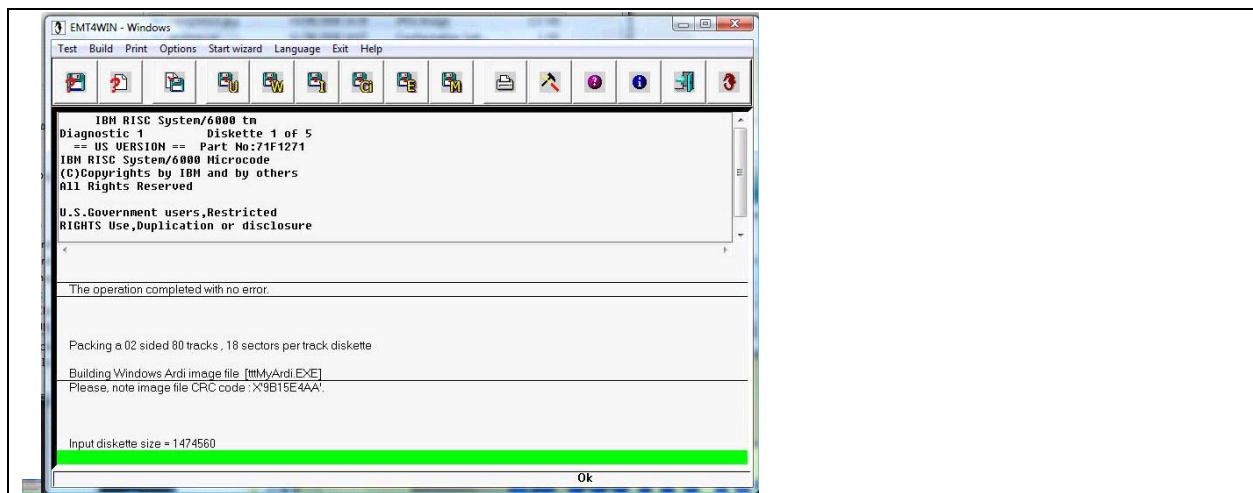 EMT4WIN - Windows
Test Build Print Options Start wizard Language Exit Help
U W I CI E M
IBM RISC System/6000 tm
Diagnostic 1 Diskette 1 of 5
== US VERSION == Part No:71F1271
IBM RISC System/6000 Microcode
(C)Copyrights by IBM and by others
All Rights Reserved
U.S.Government users,Restricted
RIGHTS Use,Duplication or disclosure
The operation completed with no error.
Packing a 02 sided 80 tracks , 18 sectors per track diskette
Building Windows Ardi image file [tttMyArdi.EXE]
Please, note image file CRC code : X'9B15E4AA'.
Input diskette size = 1474560
Ok